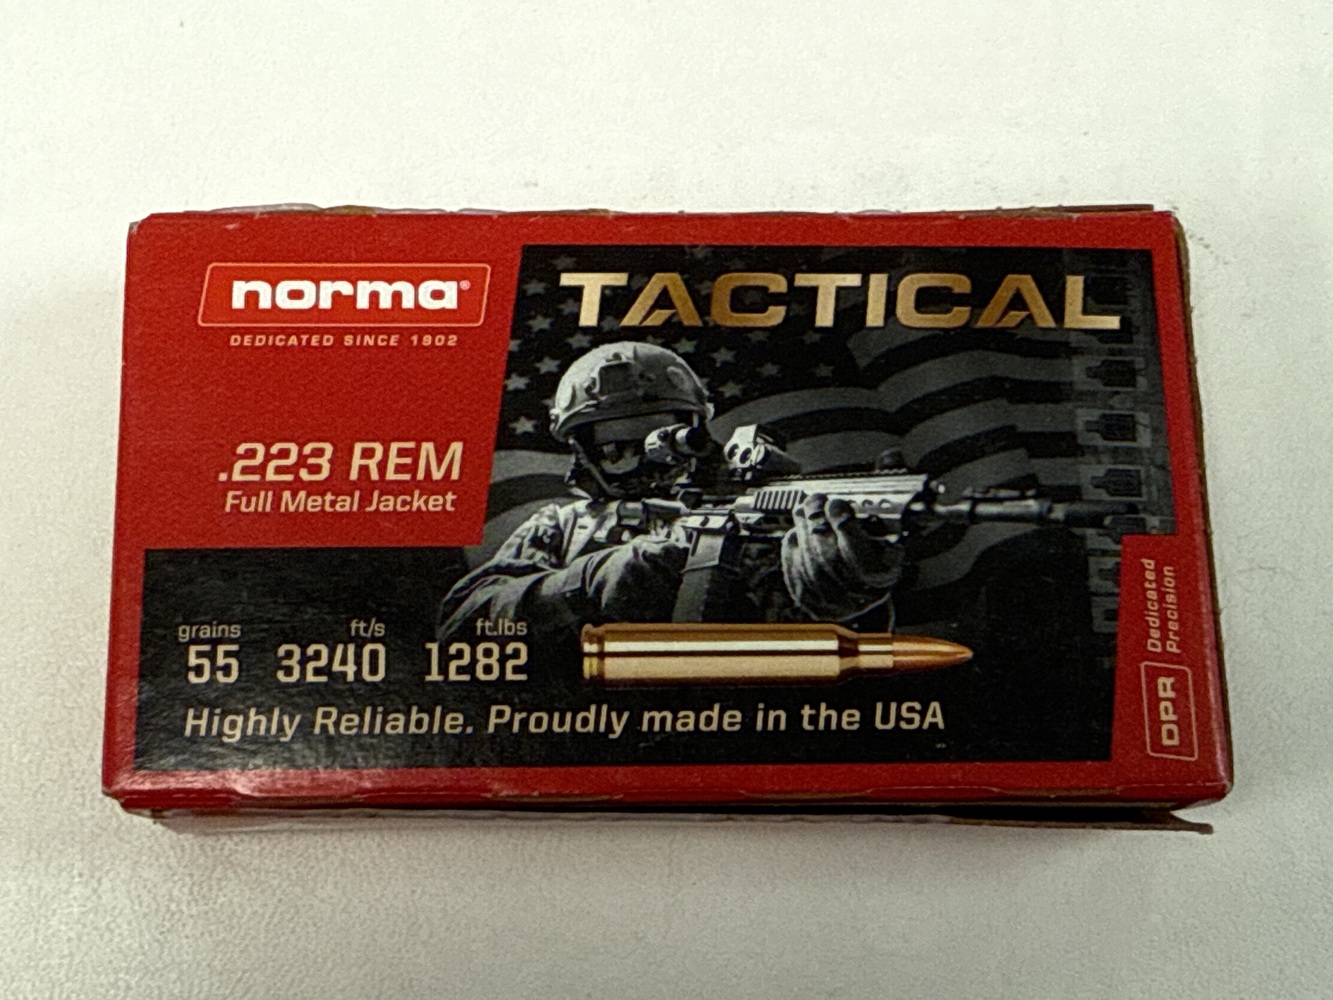 norma®
DEDICATED SINCE 1902
TACTICAL
.223 REM
Full Metal Jacket
grains ft/s ft.lbs
55 3240 1282
Highly Reliable. Proudly made in the USA
DPR Dedicated
Precision